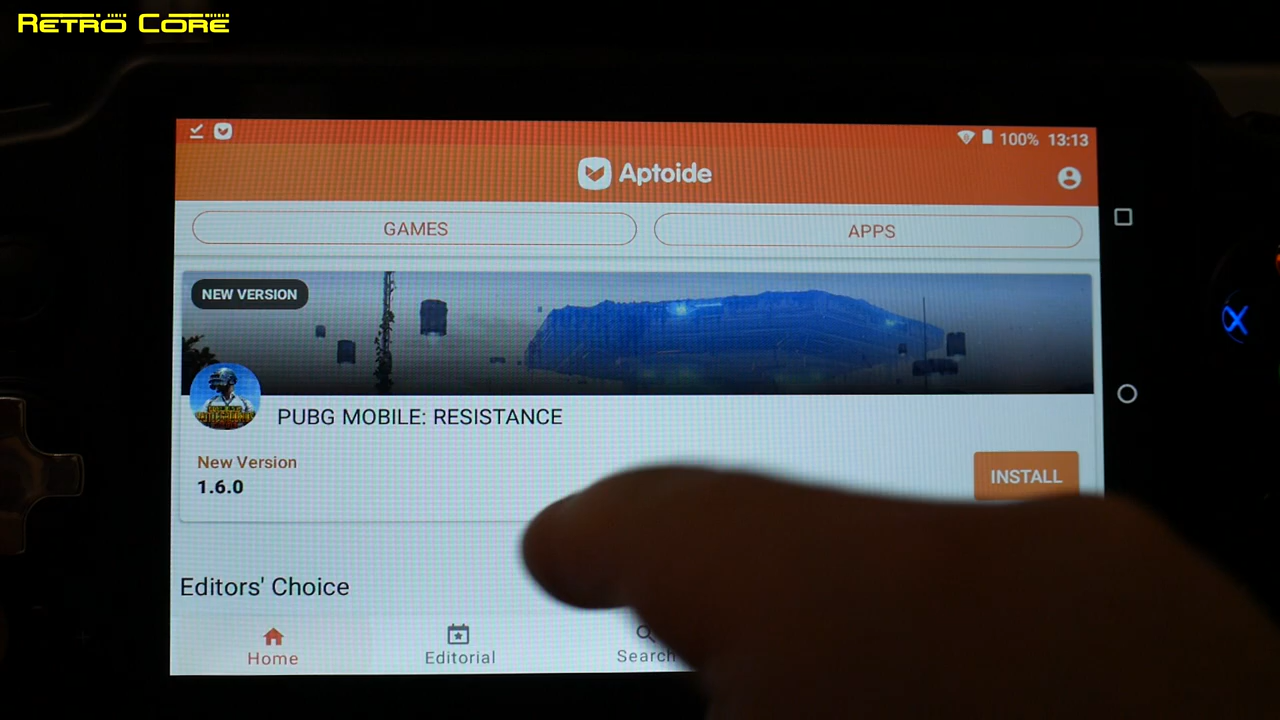 RETRO CORE
100% 13:13
Aptoide
GAMES
APPS
NEW VERSION
PUBG MOBILE: RESISTANCE
New Version
1.6.0
INSTALL
Editors' Choice
Home
Editorial
Search
X